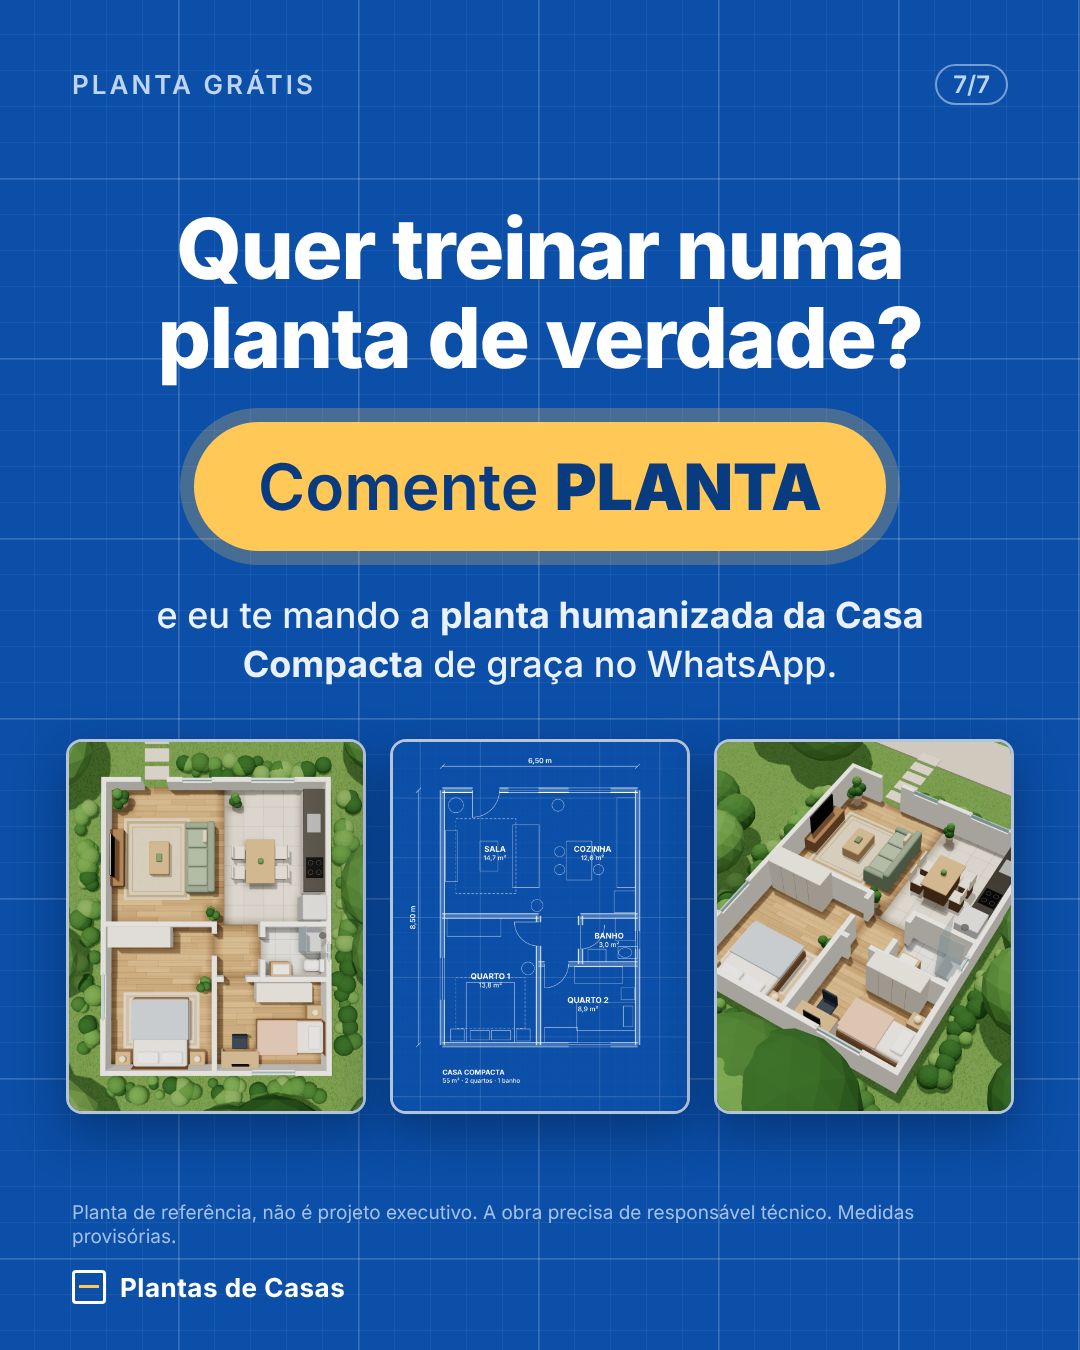 PLANTA GRÁTIS
7/7
Quer treinar numa
planta de verdade?
Comente PLANTA
e eu te mando a planta humanizada da Casa
Compacta de graça no WhatsApp.
6,50 m
8,50 m
SALA
14,7 m²
COZINHA
12,6 m²
BANHO
3,0 m²
QUARTO 1
13,8 m²
QUARTO 2
8,9 m²
CASA COMPACTA
55 m² · 2 quartos · 1 banho
Planta de referência, não é projeto executivo. A obra precisa de responsável técnico. Medidas
provisórias.
Plantas de Casas